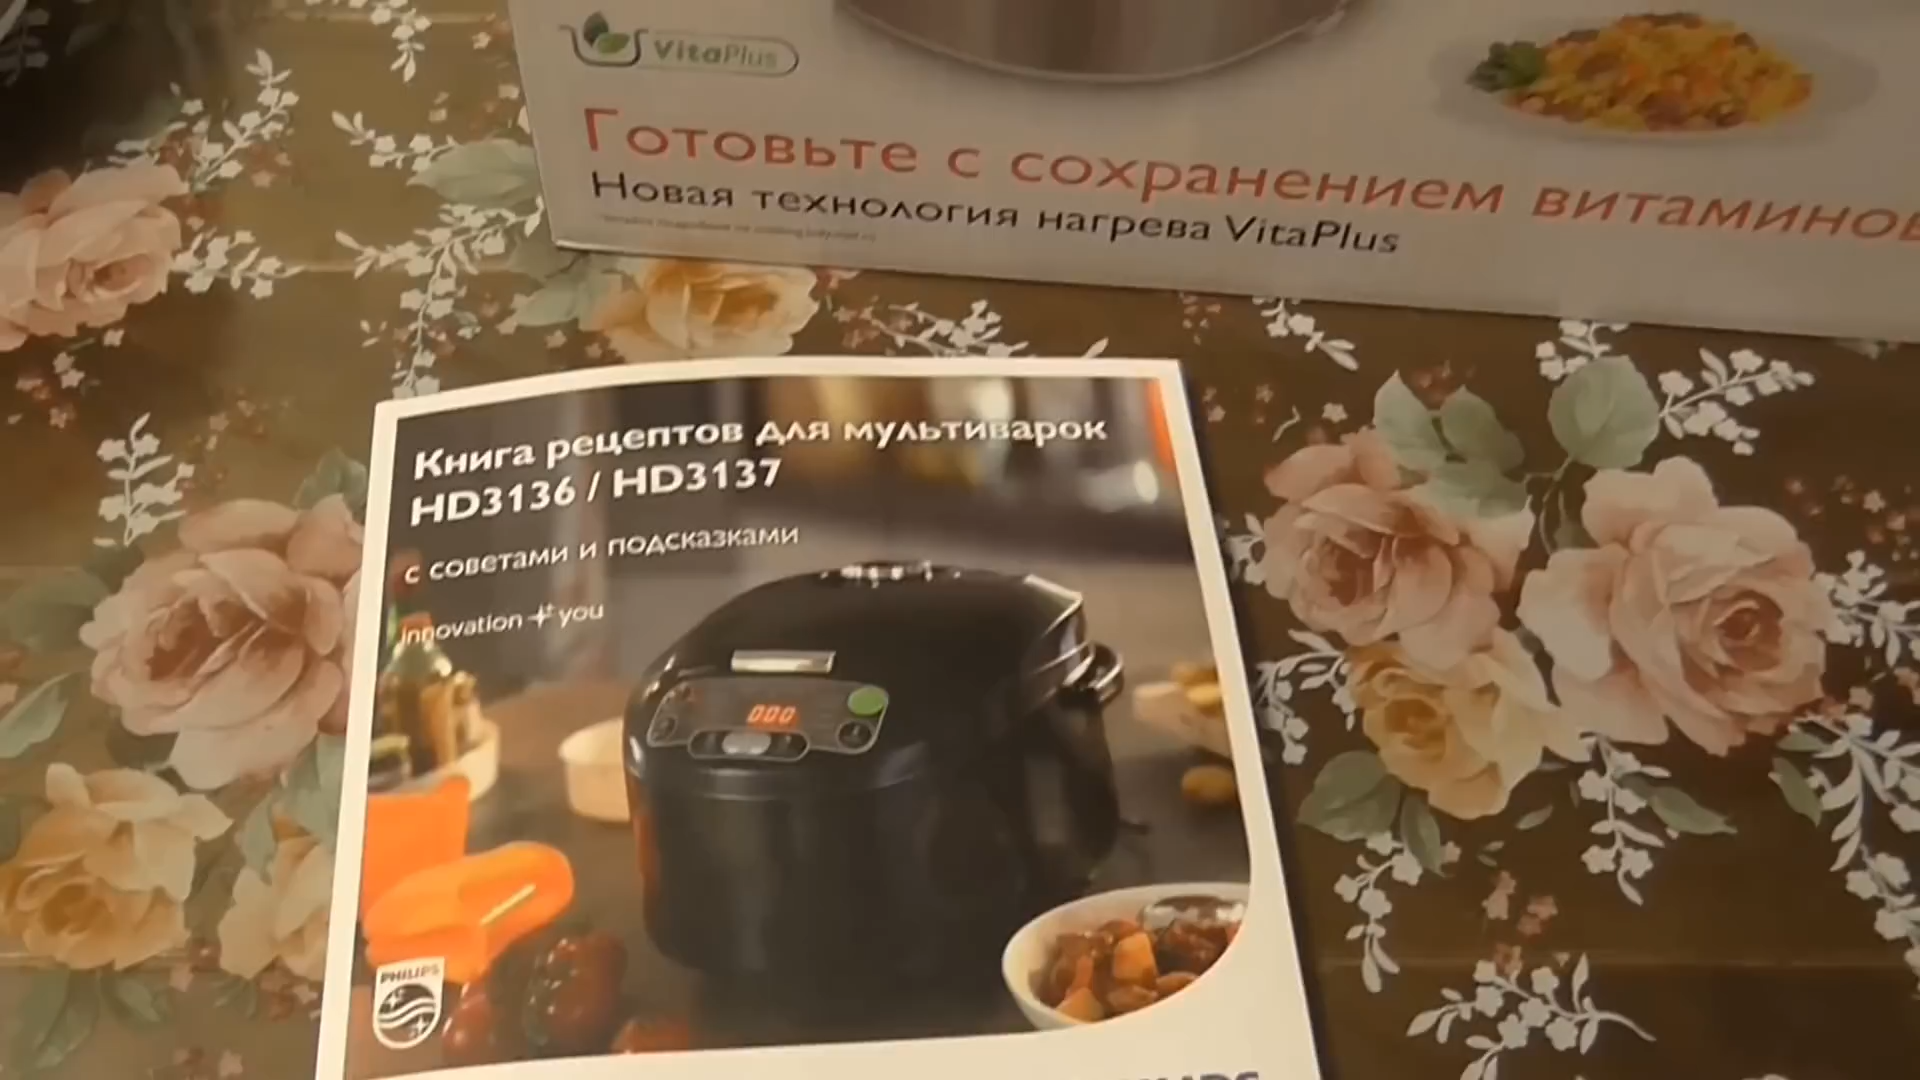 VitaPlus
Готовьте с сохранением витаминов
Новая технология нагрева VitaPlus
Книга рецептов для мультиварок
HD3136 / HD3137
с советами и подсказками
innovation you
000
PHILIPS